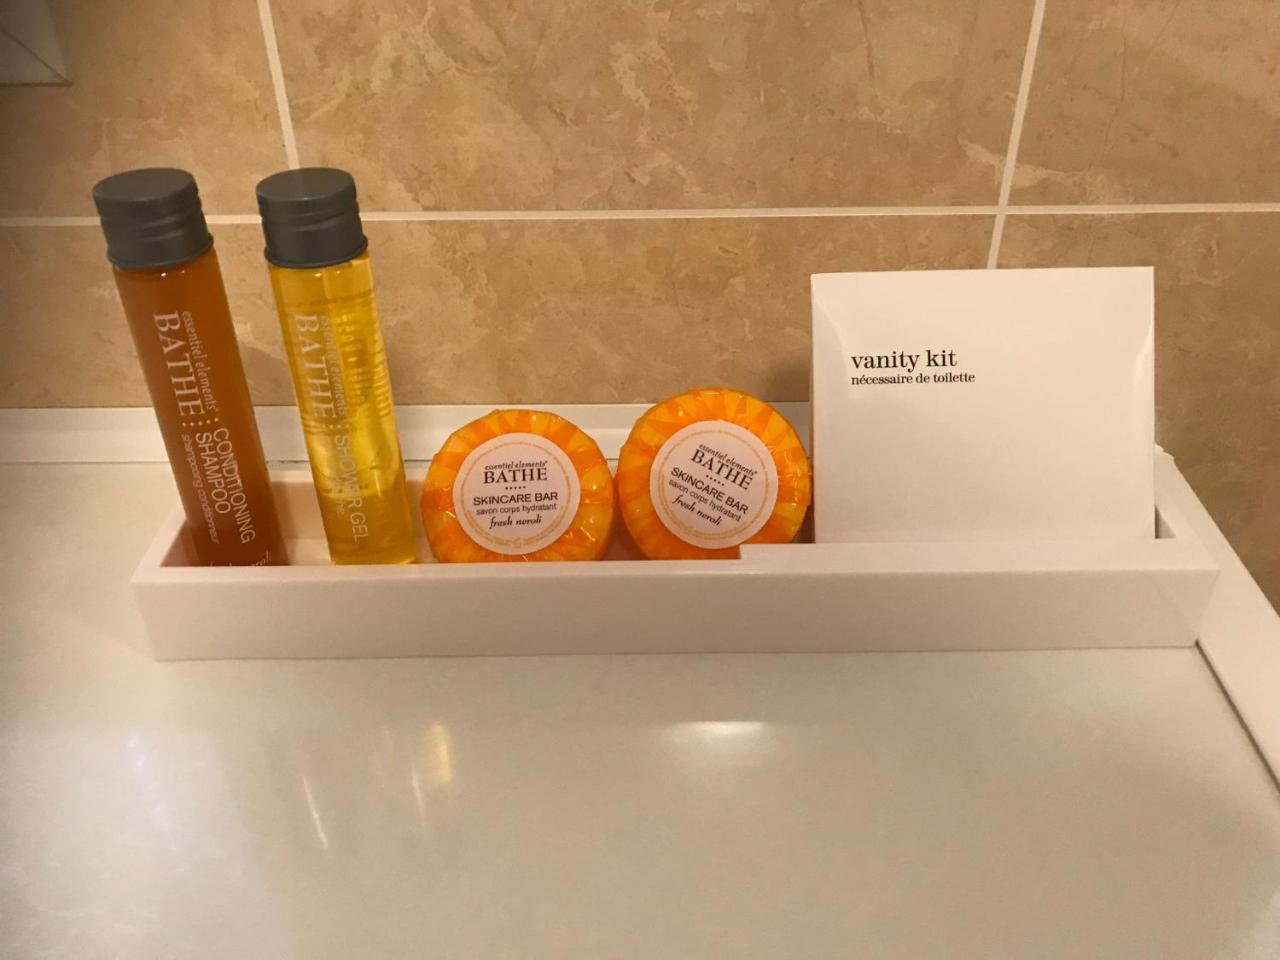 essentiel elements®
BATHE:
CONDITIONING
SHAMPOO
shampooing conditionneur
essentiel elements®
BATHE:
SHOWER GEL
essentiel elements®
BATHE
SKINCARE BAR
savon corps hydratant
fresh neroli
essentiel elements®
BATHE
SKINCARE BAR
savon corps hydratant
fresh neroli
vanity kit
nécessaire de toilette